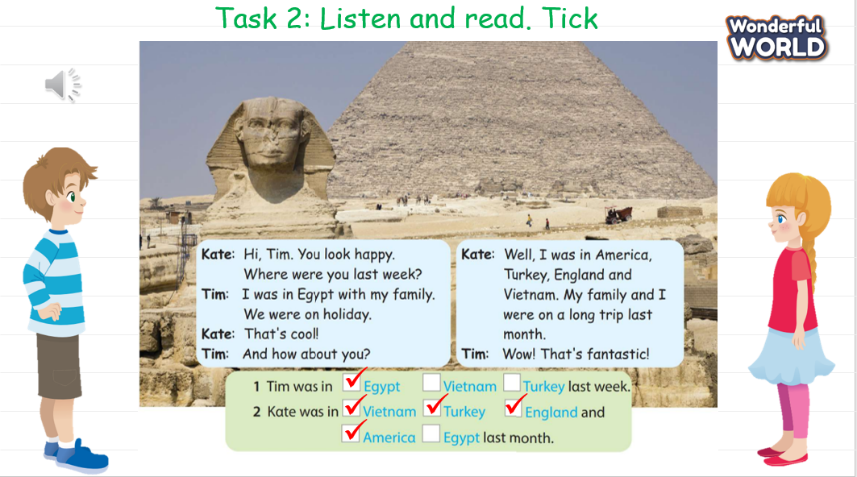 Task 2: Listen and read. Tick
Wonderful
WORLD
Kate: Hi, Tim. You look happy.
Where were you last week?
Tim: I was in Egypt with my family.
We were on holiday.
Kate: That's cool!
Tim: And how about you?
Kate: Well, I was in America,
Turkey, England and
Vietnam. My family and I
were on a long trip last
month.
Tim: Wow! That's fantastic!
1 Tim was in Egypt Vietnam Turkey last week.
2 Kate was in Vietnam Turkey England and
America Egypt last month.